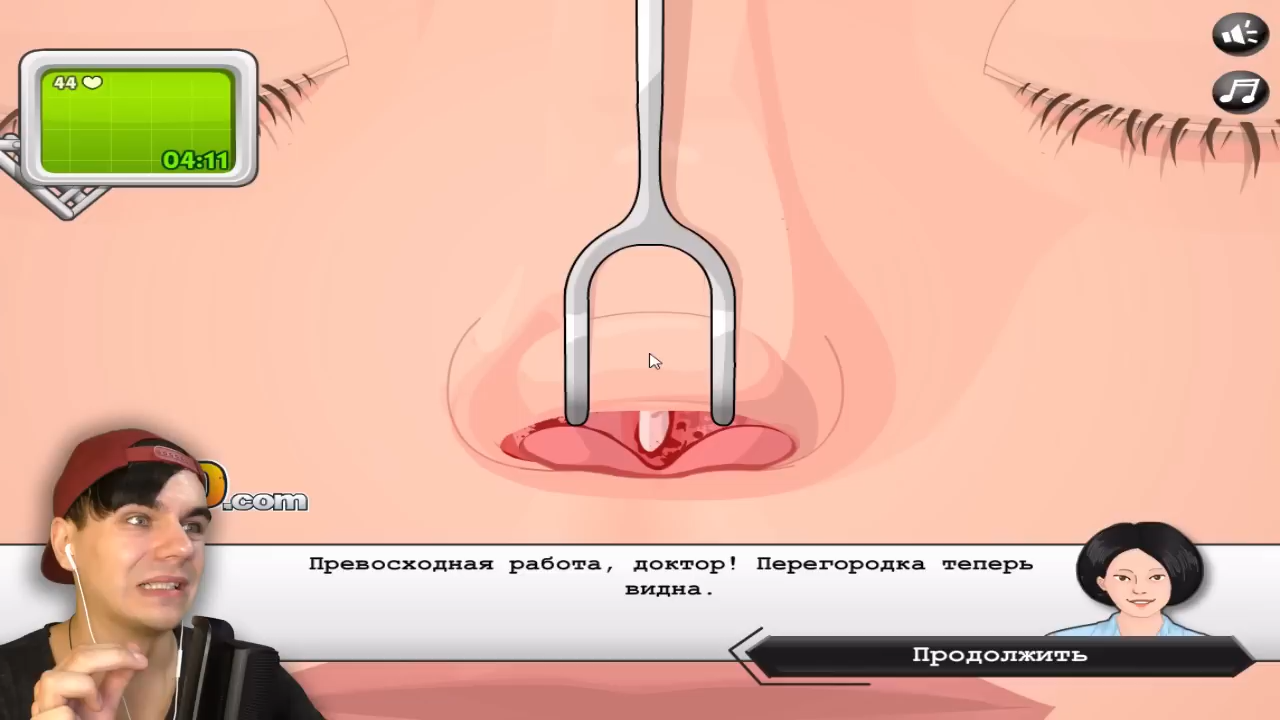 44
04:11
.com
Превосходная работа, доктор! Перегородка теперь
видна.
Продолжить